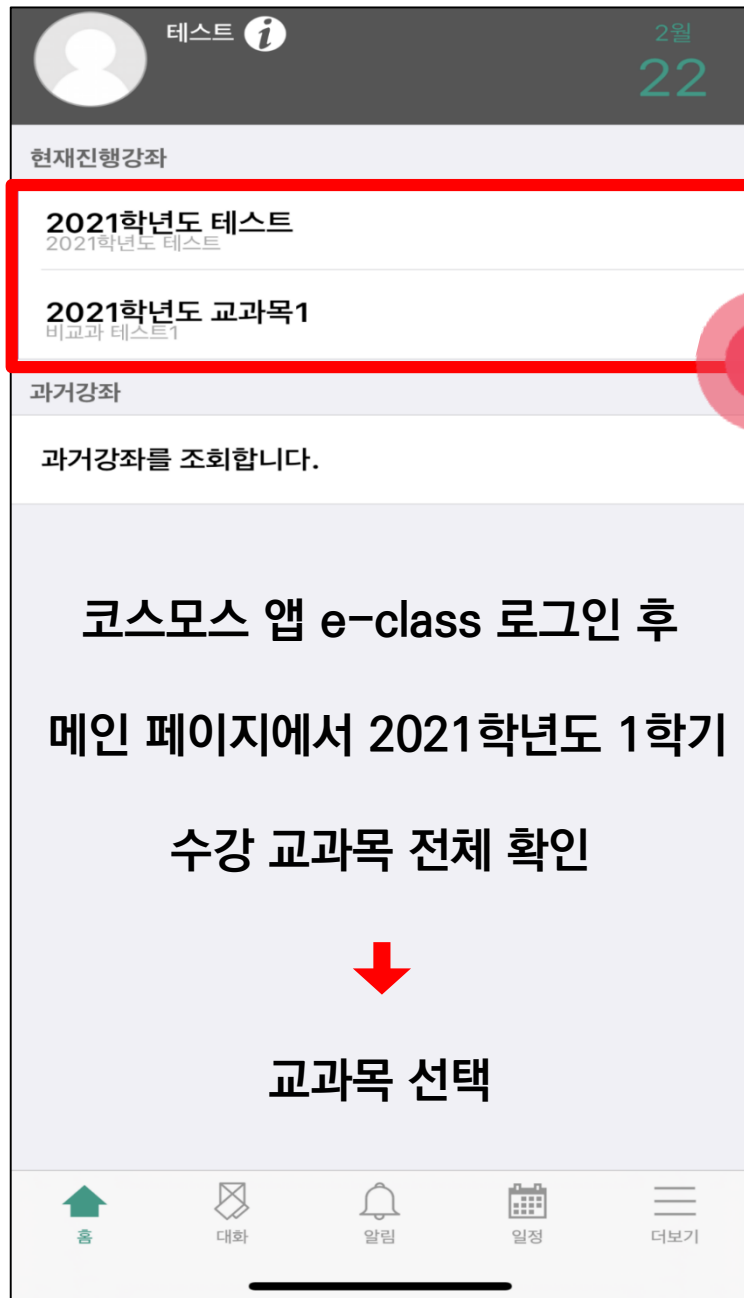 테스트 i
2월
22
현재진행강좌
2021학년도 테스트
2021학년도 테스트
2021학년도 교과목1
비교과 테스트1
과거강좌
과거강좌를 조회합니다.
코스모스 앱 e-class 로그인 후
메인 페이지에서 2021학년도 1학기
수강 교과목 전체 확인
교과목 선택
홈 대화 알림 일정 더보기